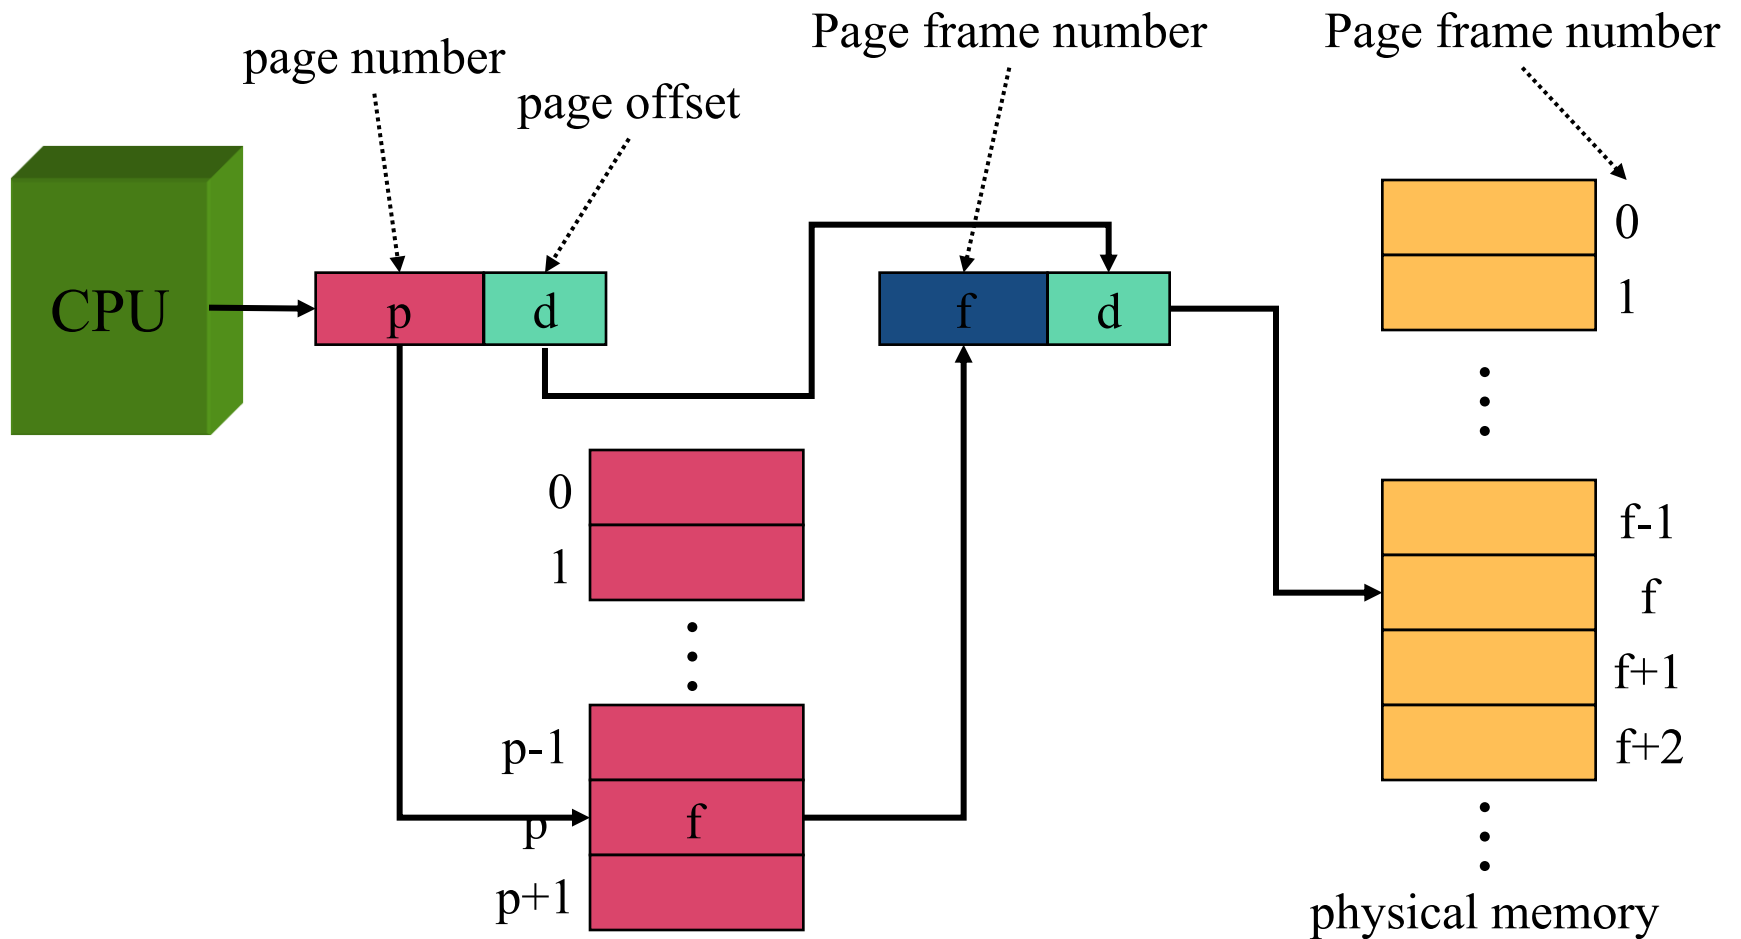 Page frame number
Page frame number
page number
page offset
CPU
p
d
f
d
0
1
0
1
p-1
p
f
p+1
f-1
f
f+1
f+2
physical memory